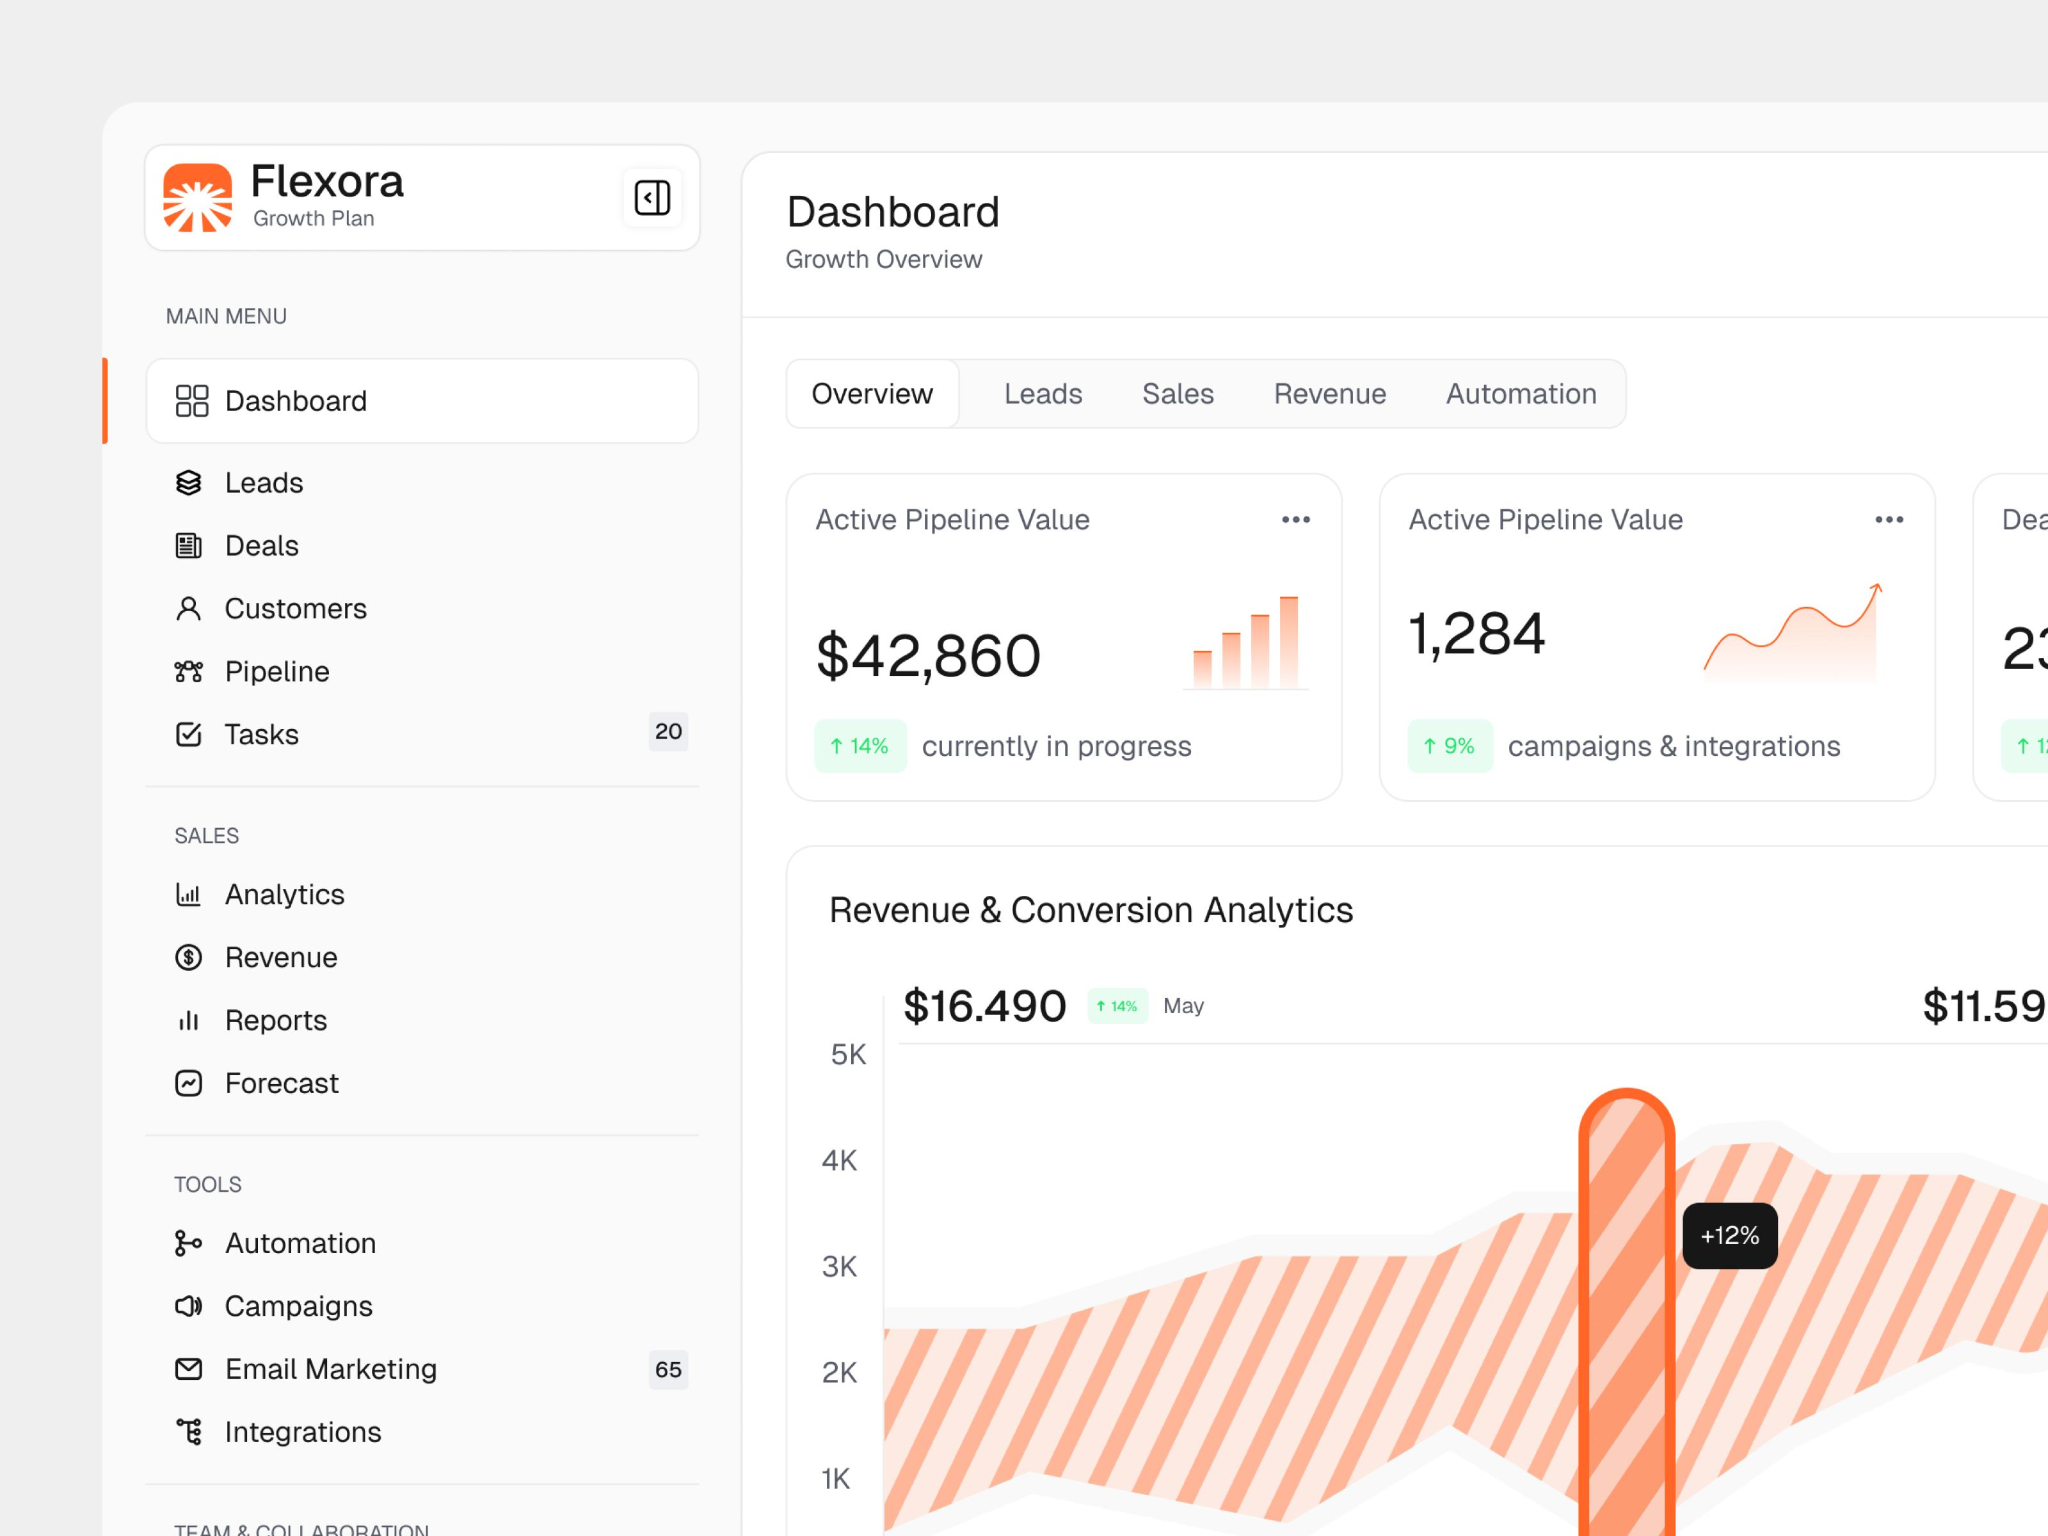 Flexora
Growth Plan
MAIN MENU
Dashboard
Leads
Deals
Customers
Pipeline
Tasks
20
SALES
Analytics
Revenue
Reports
Forecast
TOOLS
Automation
Campaigns
Email Marketing
65
Integrations
TEAM & COLLABORATION
Dashboard
Growth Overview
Overview
Leads
Sales
Revenue
Automation
Active Pipeline Value
$42,860
↑ 14%
currently in progress
Active Pipeline Value
1,284
↑ 9%
campaigns & integrations
Revenue & Conversion Analytics
$16.490
↑ 14%
May
$11.59
5K
4K
3K
2K
1K
+12%